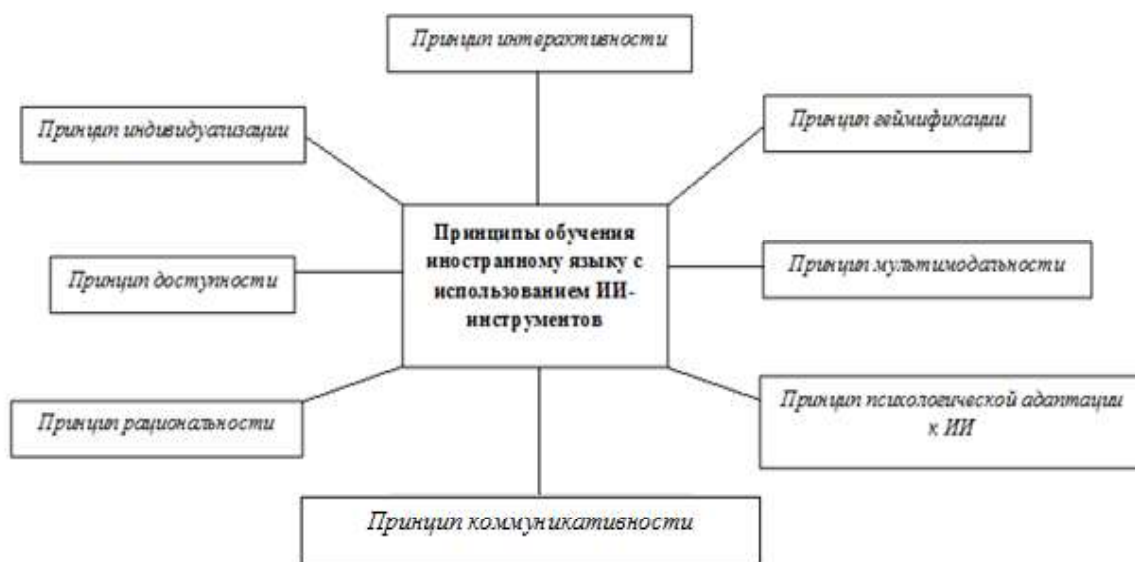 Принцип интерактивности
Принцип индивидуализации
Принцип геймификации
Принципы обучения
иностранному языку с
использованием ИИ-
инструментов
Принцип доступности
Принцип мультимодальности
Принцип рациональности
Принцип психологической адаптации
к ИИ
Принцип коммуникативности